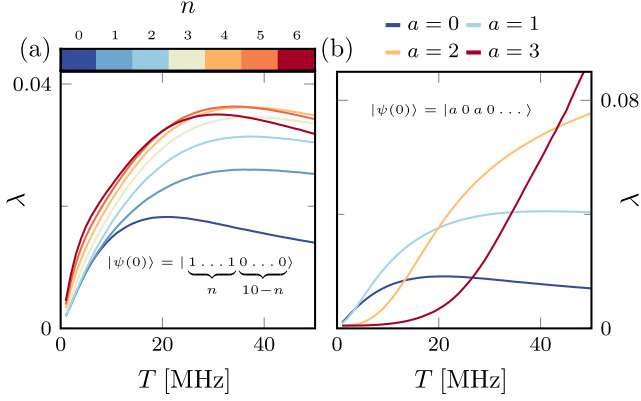 n
(a)
0 1 2 3 4 5 6
0.04
λ
|ψ(0)⟩ = | 1 . . . 1 0 . . . 0⟩
n 10−n
0
0 20 40
T [MHz]
a = 0 a = 1
a = 2 a = 3
(b)
|ψ(0)⟩ = |a 0 a 0 . . . ⟩
0.08
λ
0
0 20 40
T [MHz]